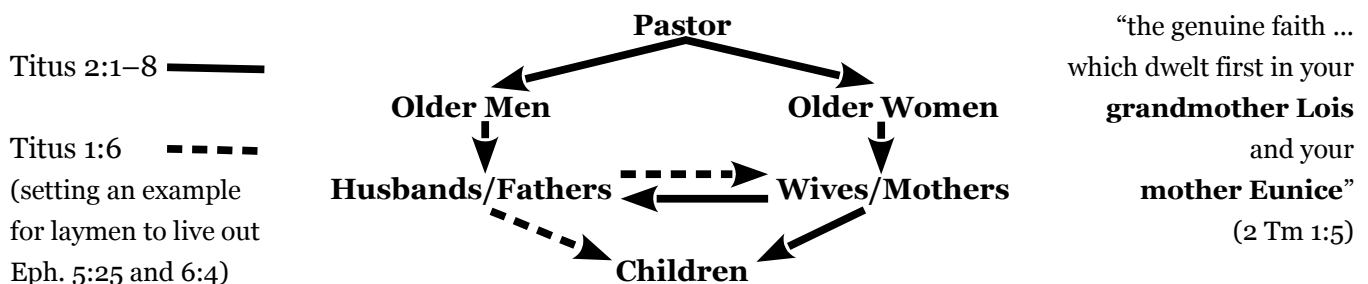 Titus 2:1–8
Titus 1:6
(setting an example
for laymen to live out
Eph. 5:25 and 6:4)
Pastor
Older Men
Older Women
Husbands/Fathers
Wives/Mothers
Children
“the genuine faith ...
which dwelt first in your
grandmother Lois
and your
mother Eunice”
(2 Tm 1:5)